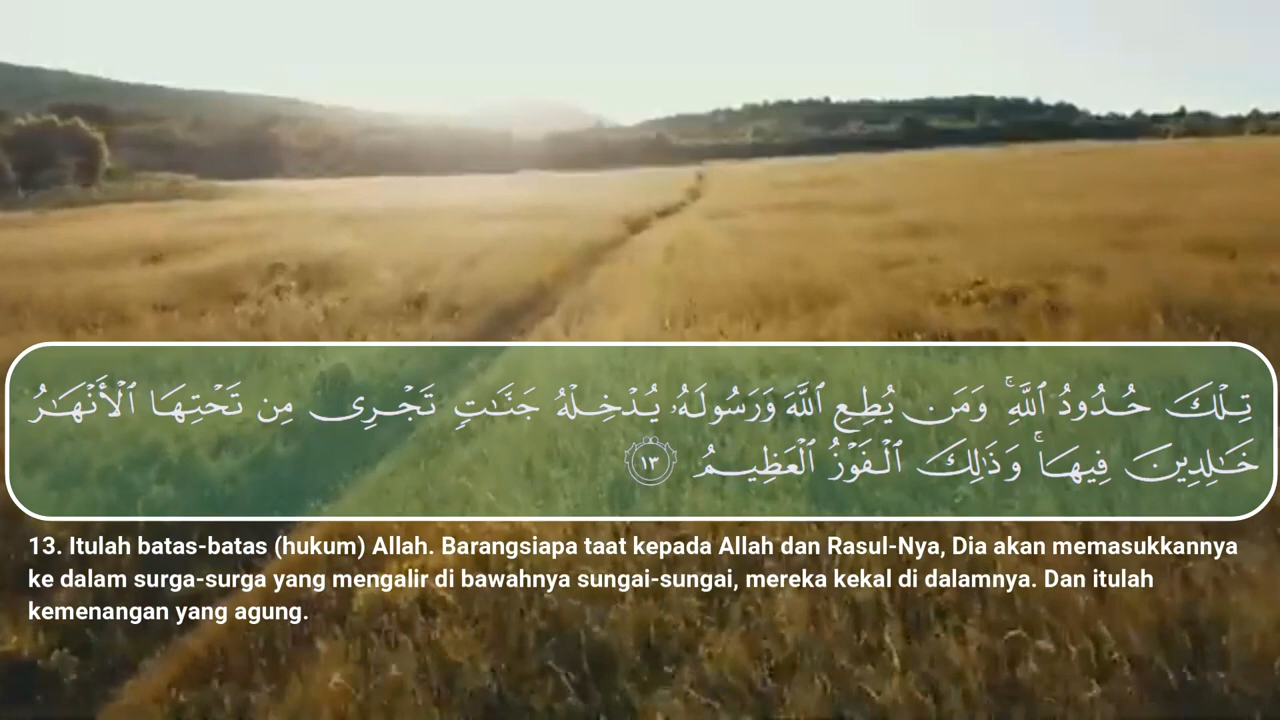 تِلْكَ حُدُودُ ٱللَّهِ ۚ وَمَن يُطِعِ ٱللَّهَ وَرَسُولَهُۥ يُدْخِلْهُ جَنَّـٰتٍ تَجْرِى مِن تَحْتِهَا ٱلْأَنْهَـٰرُ
خَـٰلِدِينَ فِيهَا ۚ وَذَٰلِكَ ٱلْفَوْزُ ٱلْعَظِيمُ ١٣
13. Itulah batas-batas (hukum) Allah. Barangsiapa taat kepada Allah dan Rasul-Nya, Dia akan memasukkannya
ke dalam surga-surga yang mengalir di bawahnya sungai-sungai, mereka kekal di dalamnya. Dan itulah
kemenangan yang agung.